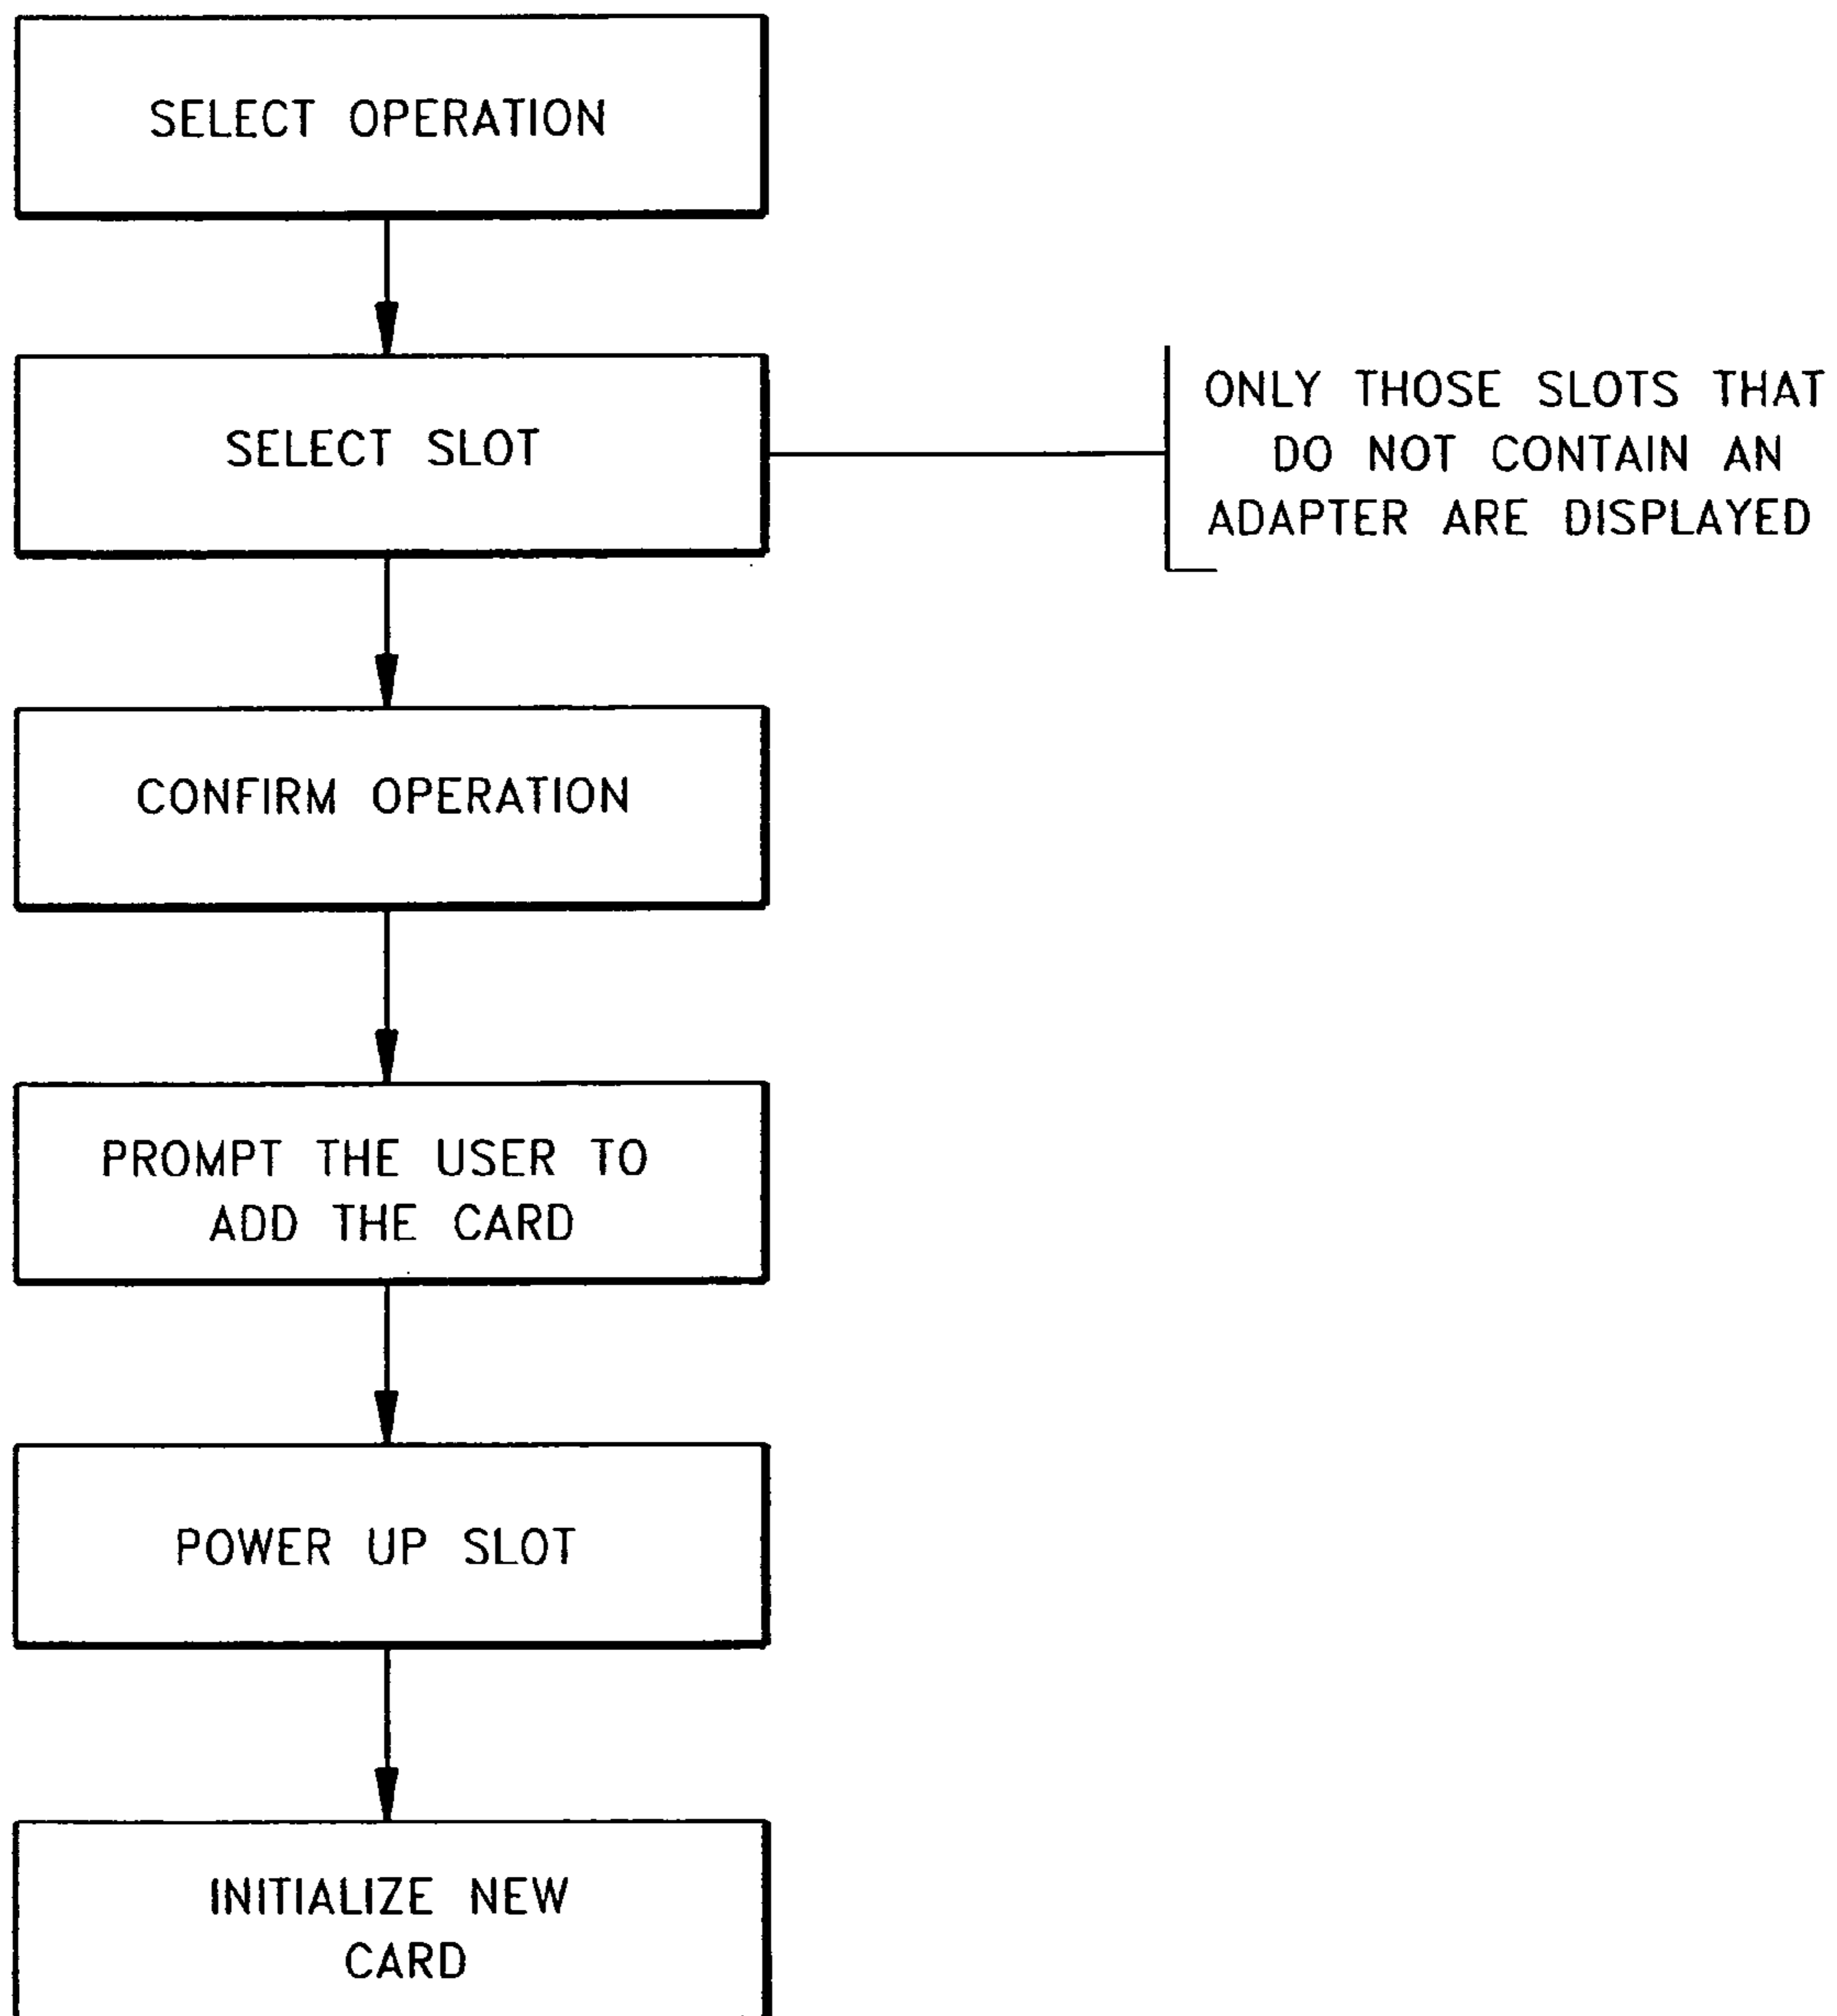 SELECT OPERATION
SELECT SLOT
ONLY THOSE SLOTS THAT
DO NOT CONTAIN AN
ADAPTER ARE DISPLAYED
CONFIRM OPERATION
PROMPT THE USER TO
ADD THE CARD
POWER UP SLOT
INITIALIZE NEW
CARD